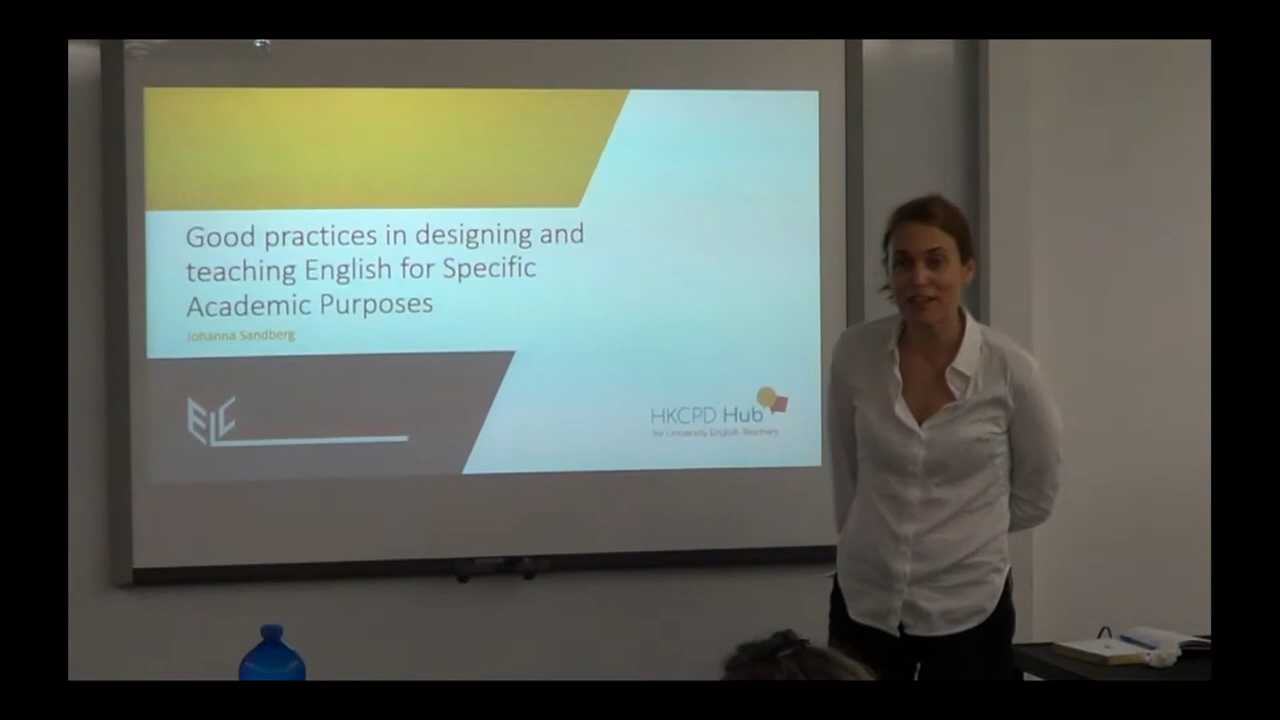 Good practices in designing and
teaching English for Specific
Academic Purposes
Johanna Sandberg
ELC
HKCPD Hub
for University English Teachers